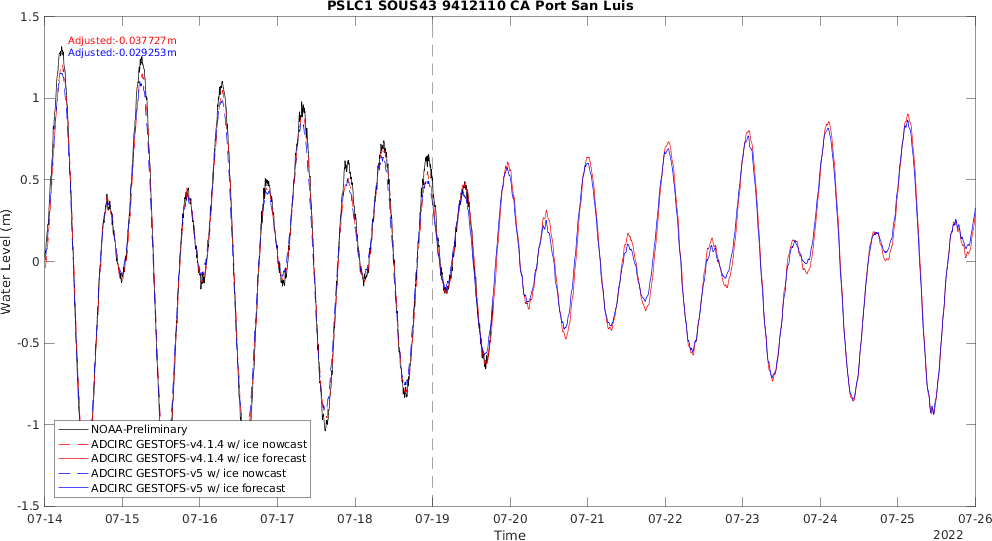 PSLC1 SOUS43 9412110 CA Port San Luis
Adjusted:-0.037727m
Adjusted:-0.029253m
1.5
1
0.5
0
-0.5
-1
-1.5
Water Level (m)
NOAA-Preliminary
ADCIRC GESTOFS-v4.1.4 w/ ice nowcast
ADCIRC GESTOFS-v4.1.4 w/ ice forecast
ADCIRC GESTOFS-v5 w/ ice nowcast
ADCIRC GESTOFS-v5 w/ ice forecast
07-14 07-15 07-16 07-17 07-18 07-19 07-20 07-21 07-22 07-23 07-24 07-25 07-26
Time
2022